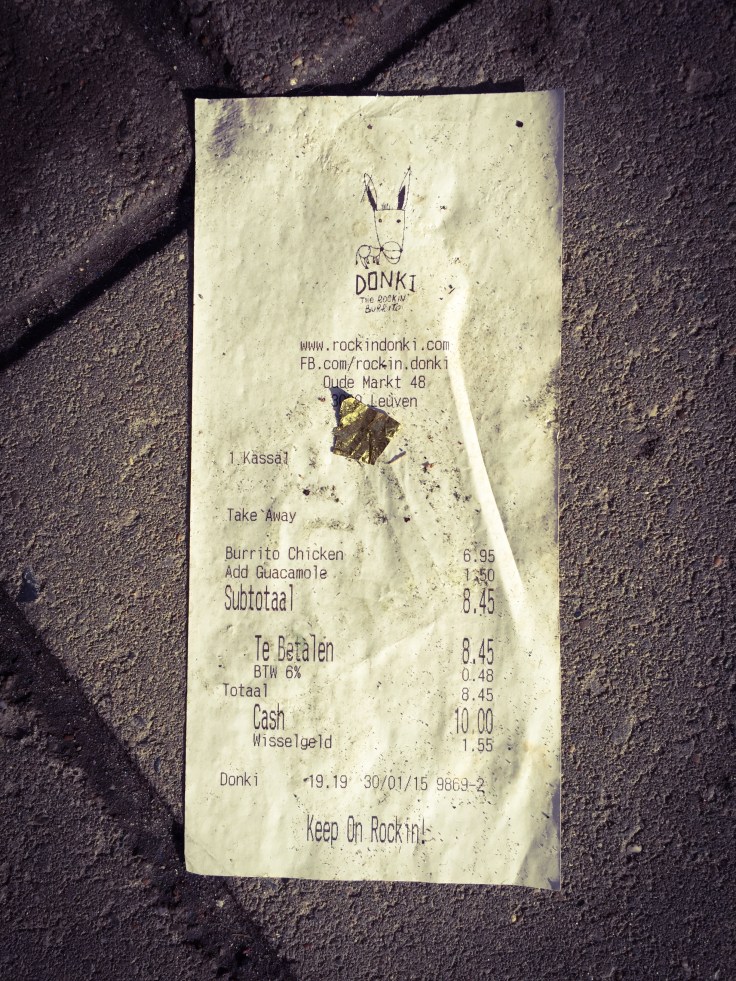 DONKI
THE ROCKIN'
BURRITO
www.rockindonki.com
FB.com/rockin.donki
Oude Markt 48
Leuven
1 Kassa1
Take Away
Burrito Chicken 6.95
Add Guacamole 1.50
Subtotaal 8.45
Te Betalen 8.45
BTW 6% 0.48
Totaal 8.45
Cash 10.00
Wisselgeld 1.55
Donki 19.19 30/01/15 9869-2
Keep On Rockin!